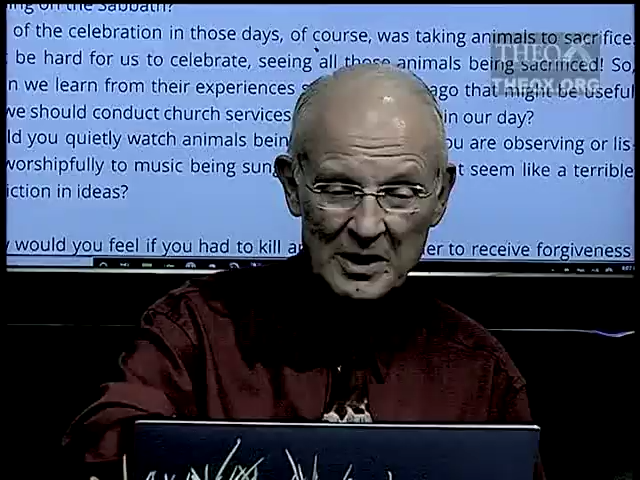 ng on the Sabbath?
of the celebration in those days, of course, was taking animals to sacrifice.
be hard for us to celebrate, seeing all those animals being sacrificed! So,
n we learn from their experiences ago that might be useful
we should conduct church services in our day?
ld you quietly watch animals bein you are observing or lis-
worshipfully to music being sung t seem like a terrible
iction in ideas?
would you feel if you had to kill an er to receive forgiveness
THEOX
THEOX.ORG